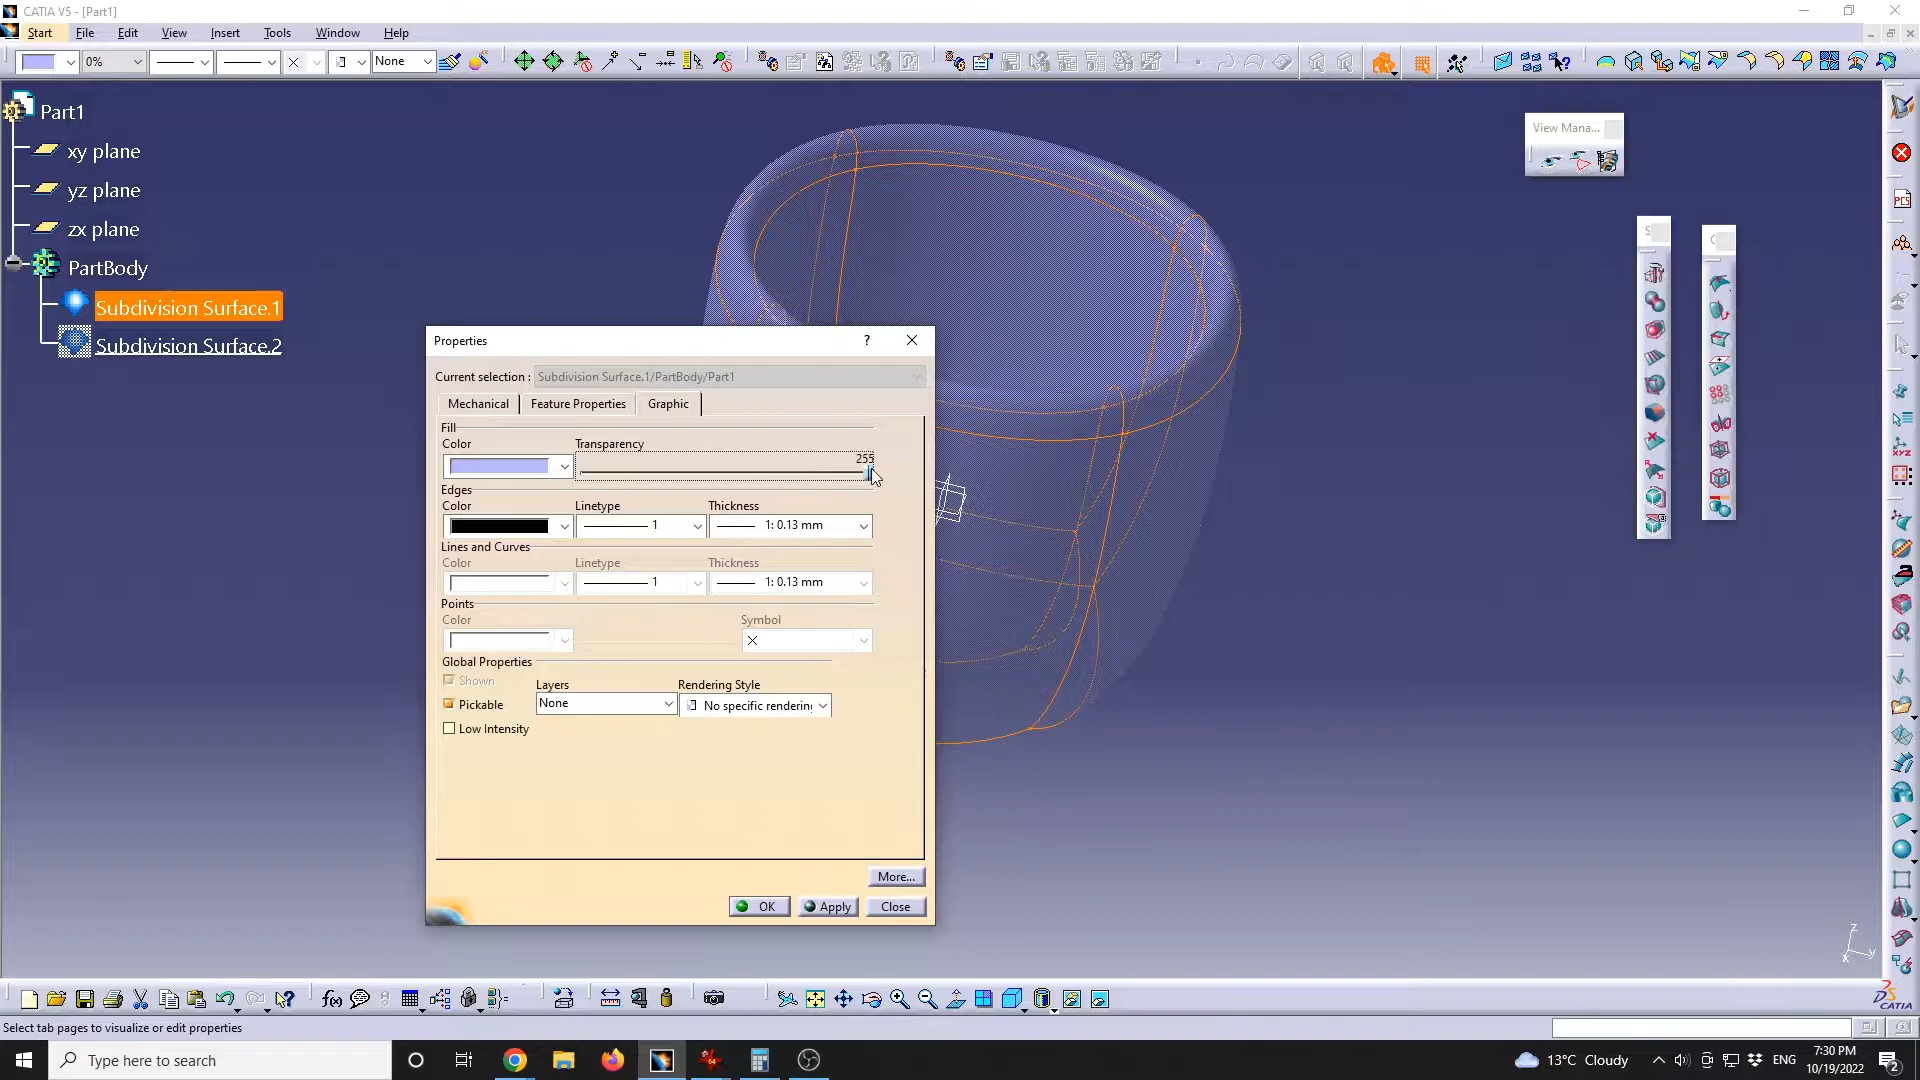 CATIA V5 - [Part1]
Start File Edit View Insert Tools Window Help
0% None
Part1
xy plane
yz plane
zx plane
PartBody
Subdivision Surface.1
Subdivision Surface.2
View Mana...
S
C
Properties
?
Current selection : Subdivision Surface.1/PartBody/Part1
Mechanical Feature Properties Graphic
Fill
Color Transparency
255
Edges
Color Linetype Thickness
1 1: 0.13 mm
Lines and Curves
Color Linetype Thickness
1 1: 0.13 mm
Points
Color Symbol
Global Properties
Shown
Layers Rendering Style
Pickable None No specific renderin
Low Intensity
More...
OK Apply Close
PCS
XYZ
z
x y
f(x)
CATIA
Select tab pages to visualize or edit properties
Type here to search
13°C Cloudy ENG 7:30 PM
10/19/2022
2